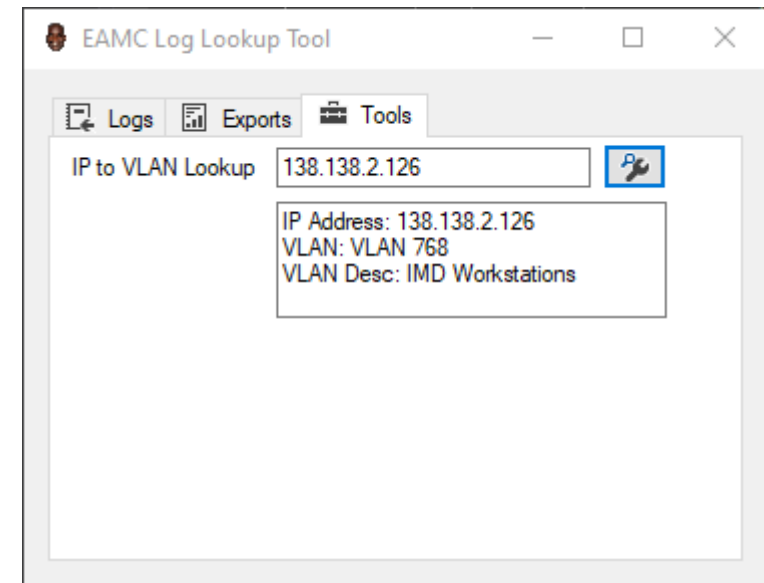 EAMC Log Lookup Tool
Logs Exports Tools
IP to VLAN Lookup 138.138.2.126
IP Address: 138.138.2.126
VLAN: VLAN 768
VLAN Desc: IMD Workstations